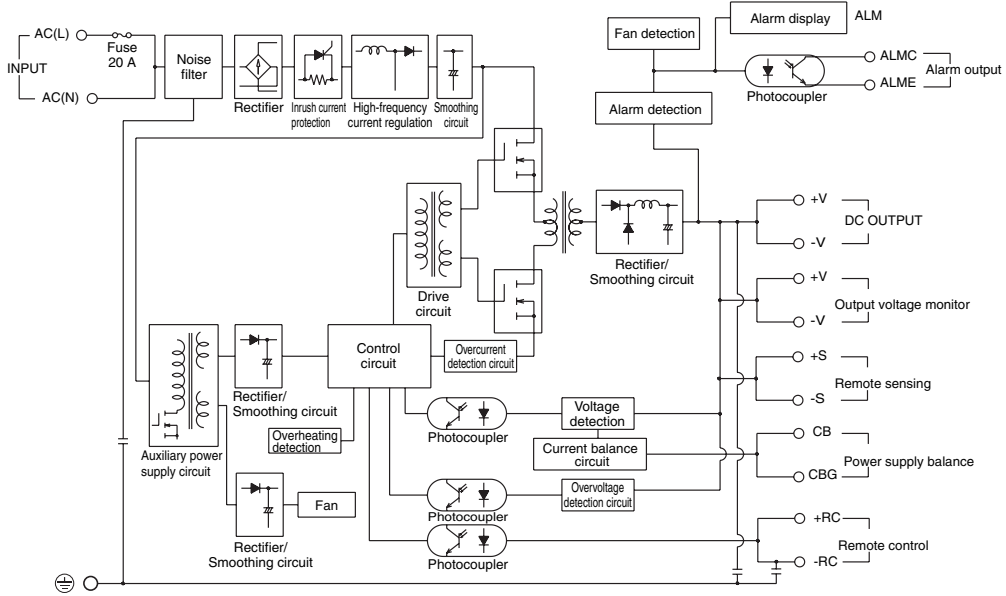 AC(L)
Fuse
20 A
INPUT
AC(N)
Noise
filter
Rectifier
Inrush current
protection
High-frequency
current regulation
Smoothing
circuit
Fan detection
Alarm display
ALM
ALMC
ALME
Alarm output
Photocoupler
Alarm detection
Drive
circuit
Rectifier/
Smoothing circuit
+V
DC OUTPUT
-V
+V
Output voltage monitor
-V
+S
Remote sensing
-S
CB
Power supply balance
CBG
+RC
Remote control
-RC
Control
circuit
Overcurrent
detection circuit
Rectifier/
Smoothing circuit
Auxiliary power
supply circuit
Overheating
detection
Photocoupler
Voltage
detection
Current balance
circuit
Fan
Rectifier/
Smoothing circuit
Photocoupler
Overvoltage
detection circuit
Photocoupler